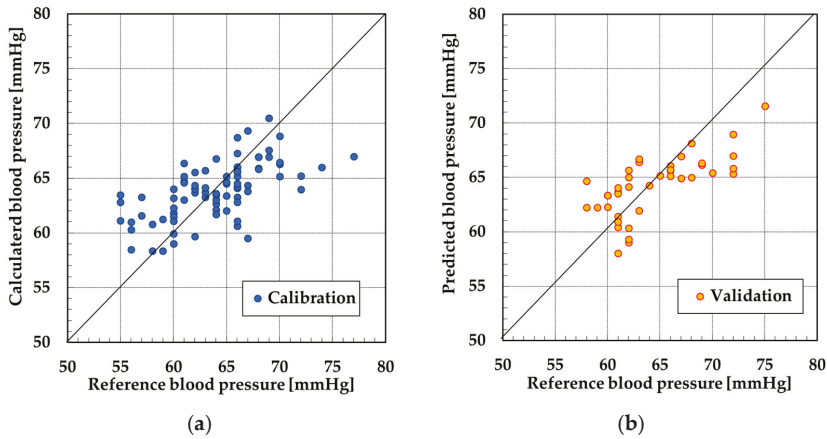 Calculaterd blood pressure [mmHg]
80
75
70
65
60
55
50
Calibration
50 55 60 65 70 75 80
Reference blood pressure [mmHg]
(a)
Predicted blood pressure [mmHg]
80
75
70
65
60
55
50
Validation
50 55 60 65 70 75 80
Reference blood pressure [mmHg]
(b)